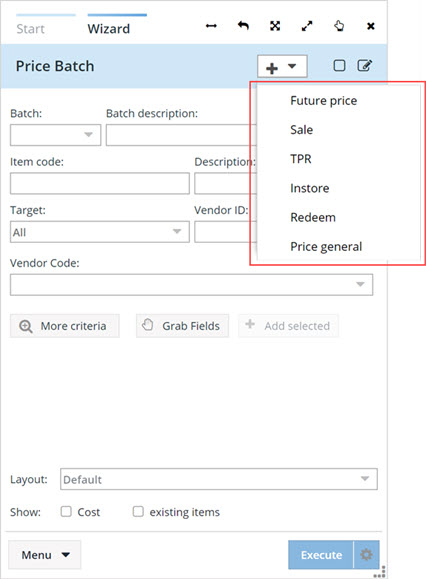 Start Wizard
Price Batch
Future price
Sale
TPR
Instore
Redeem
Price general
Batch: Batch description:
Item code: Description:
Target: Vendor ID:
All
Vendor Code:
More criteria Grab Fields Add selected
Layout: Default
Show: Cost existing items
Menu Execute